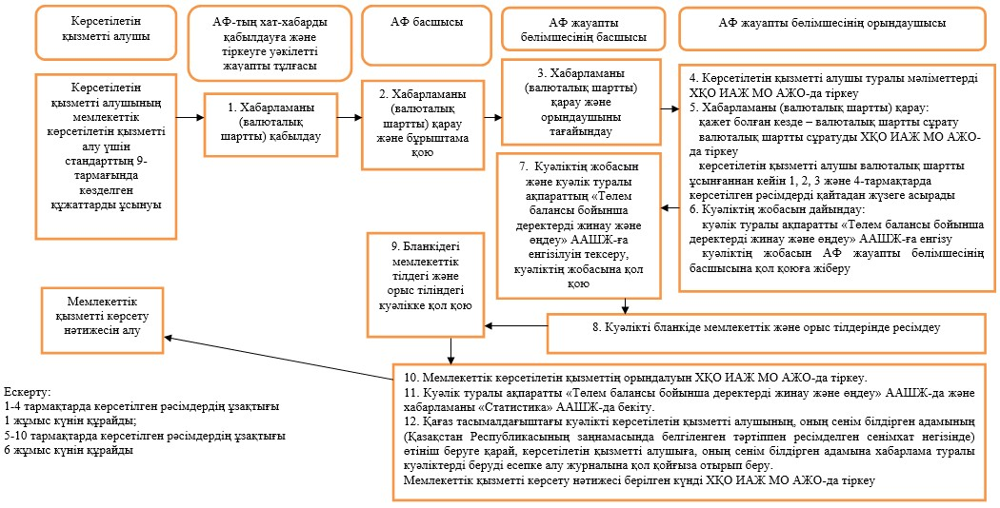 Көрсетілетін
қызметті алушы
АФ-тың хат-хабарды
қабылдауға және
тіркеуге уәкілетті
жауапты тұлғасы
АФ басшысы
АФ жауапты
бөлімшесінің басшысы
АФ жауапты бөлімшесінің орындаушысы
Көрсетілетін
қызметті алушының
мемлекеттік
көрсетілетін қызметті
алу үшін
стандарттың 9-
тармағында
көзделген
құжаттарды ұсынуы
1. Хабарламаны
(валюталық
шартты) қабылдау
2. Хабарламаны
(валюталық
шартты) қарау
және бұрыштама
қою
3. Хабарламаны
(валюталық шартты)
қарау және
орындаушыны
тағайындау
4. Көрсетілетін қызметті алушы туралы мәліметтерді
ХҚО ИАЖ МО АЖО-да тіркеу
5. Хабарламаны (валюталық шартты) қарау:
қажет болған кезде – валюталық шартты сұрату
валюталық шартты сұратуды ХҚО ИАЖ МО АЖО-
да тіркеу
көрсетілетін қызметті алушы валюталық шартты
ұсынғаннан кейін 1, 2, 3 және 4-тармақтарда
көрсетілген рәсімдерді қайтадан жүзеге асырады
6. Куәліктің жобасын дайындау:
куәлік туралы ақпаратты «Төлем балансы бойынша
деректерді жинау және өңдеу» ААШЖ-ға енгізу
куәліктің жобасын АФ жауапты бөлімшесінің
басшысына қол қоюға жіберу
7. Куәліктің жобасын
және куәлік туралы
ақпараттың «Төлем
балансы бойынша
деректерді жинау және
өңдеу» ААШЖ-ға
енгізілуін тексеру,
куәліктің жобасына қол
қою
8. Куәлікті бланкіде мемлекеттік және орыс тілдерінде ресімдеу
9. Бланкідегі
мемлекеттік
тілдегі және
орыс тіліндегі
куәлікке қол қою
Мемлекеттік
қызметті көрсету
нәтижесін алу
10. Мемлекеттік көрсетілетін қызметтің орындалуын ХҚО ИАЖ МО АЖО-да тіркеу.
11. Куәлік туралы ақпаратты «Төлем балансы бойынша деректерді жинау және өңдеу» ААШЖ-да және
хабарламаны «Статистика» ААШЖ-да бекіту.
12. Қағаз тасымалдағыштағы куәлікті көрсетілетін қызметті алушының, оның сенім білдірген адамының
(Қазақстан Республикасының заңнамасында белгіленген тәртіппен ресімделген сенімхат негізінде)
өтініш беруге қарай, көрсетілетін қызметті алушыға, оның сенім білдірген адамына хабарлама туралы
куәліктерді беруді есепке алу журналына қол қойғыза отырып беру.
Мемлекеттік қызметті көрсету нәтижесі берілген күнді ХҚО ИАЖ МО АЖО-да тіркеу
Ескерту:
1-4 тармақтарда көрсетілген рәсімдердің ұзақтығы
1 жұмыс күнін құрайды;
5-10 тармақтарда көрсетілген рәсімдердің ұзақтығы
6 жұмыс күнін құрайды